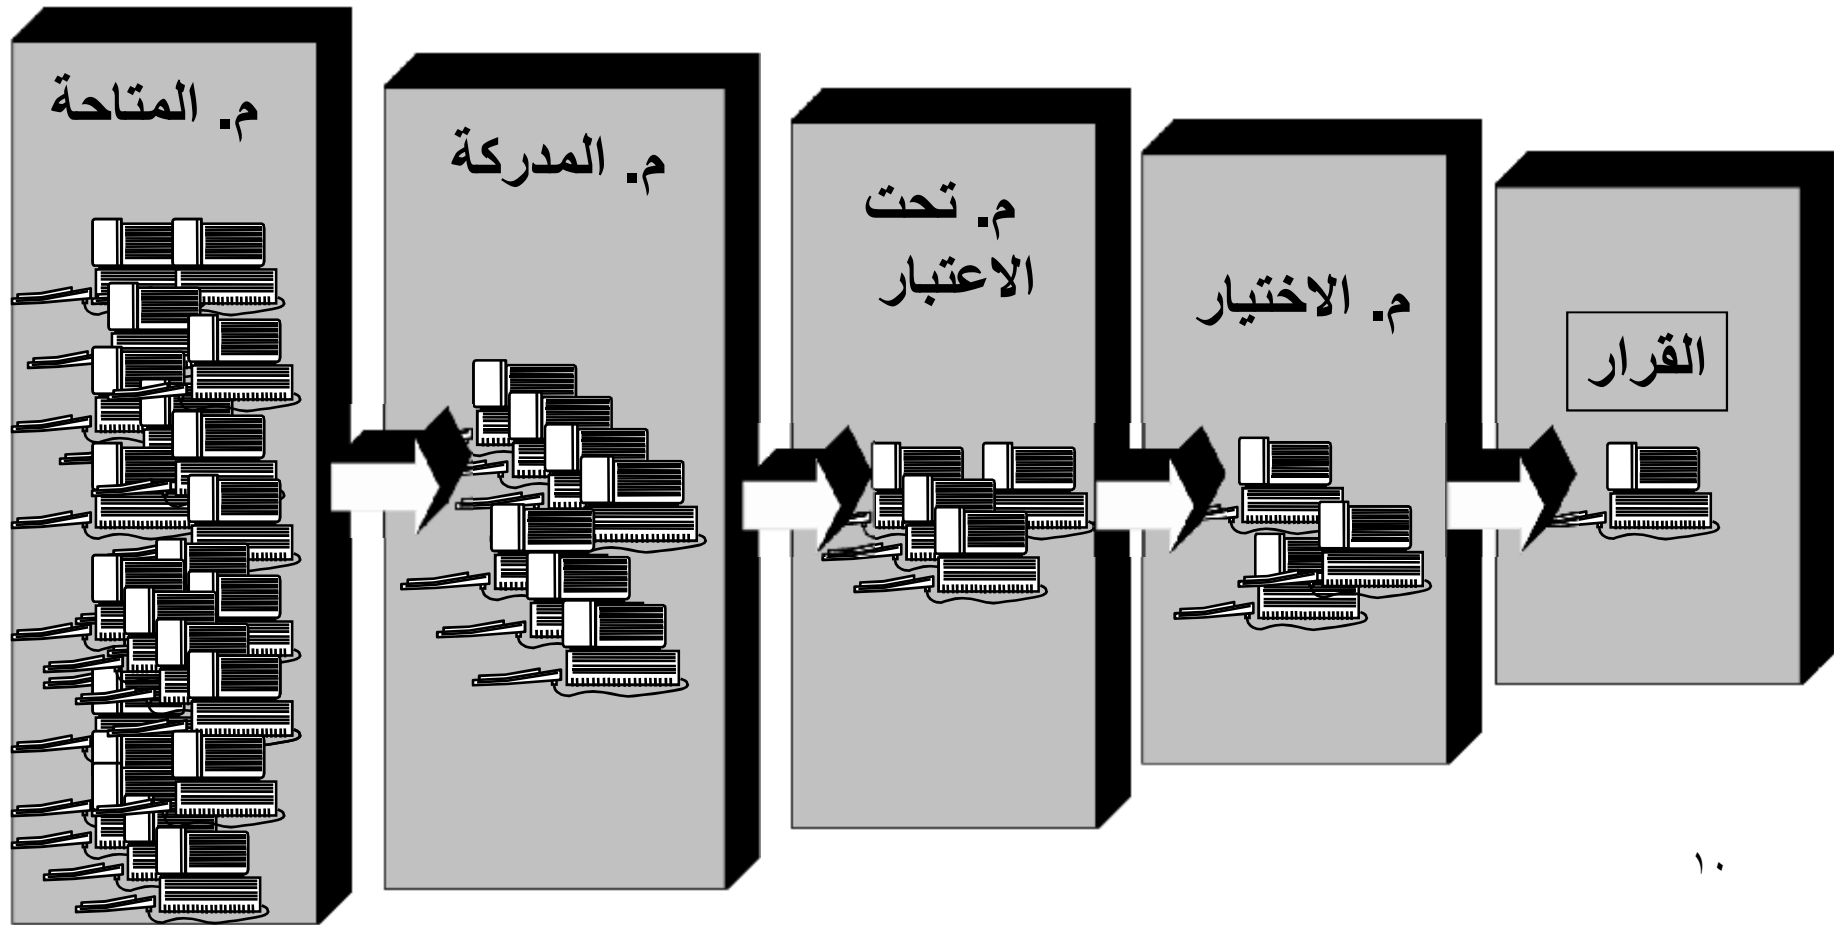 م. المتاحة
م. المدركة
م. تحت
الاعتبار
م. الاختيار
القرار
١٠